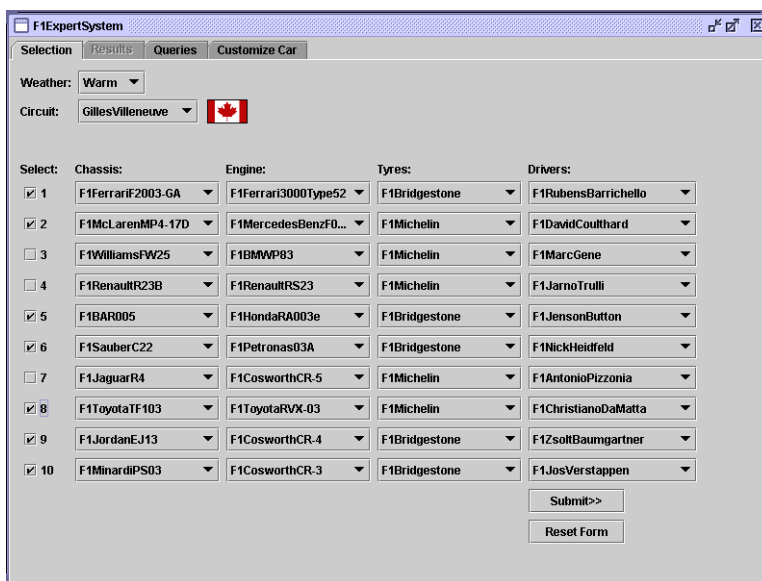 F1ExpertSystem
Selection Results Queries Customize Car
Weather: Warm
Circuit: GillesVilleneuve
Select: Chassis: Engine: Tyres: Drivers:
1 F1FerrariF2003-GA F1Ferrari3000Type52 F1Bridgestone F1RubensBarrichello
2 F1McLarenMP4-17D F1MercedesBenzF0... F1Michelin F1DavidCoulthard
3 F1WilliamsFW25 F1BMWP83 F1Michelin F1MarcGene
4 F1RenaultR23B F1RenaultRS23 F1Michelin F1JarnoTrulli
5 F1BAR005 F1HondaRA003e F1Bridgestone F1JensonButton
6 F1SauberC22 F1Petronas03A F1Bridgestone F1NickHeidfeld
7 F1JaguarR4 F1CosworthCR-5 F1Michelin F1AntonioPizzonia
8 F1ToyotaTF103 F1ToyotaRVX-03 F1Michelin F1ChristianoDaMatta
9 F1JordanEJ13 F1CosworthCR-4 F1Bridgestone F1ZsoltBaumgartner
10 F1MinardiPS03 F1CosworthCR-3 F1Bridgestone F1JosVerstappen
Submit>>
Reset Form